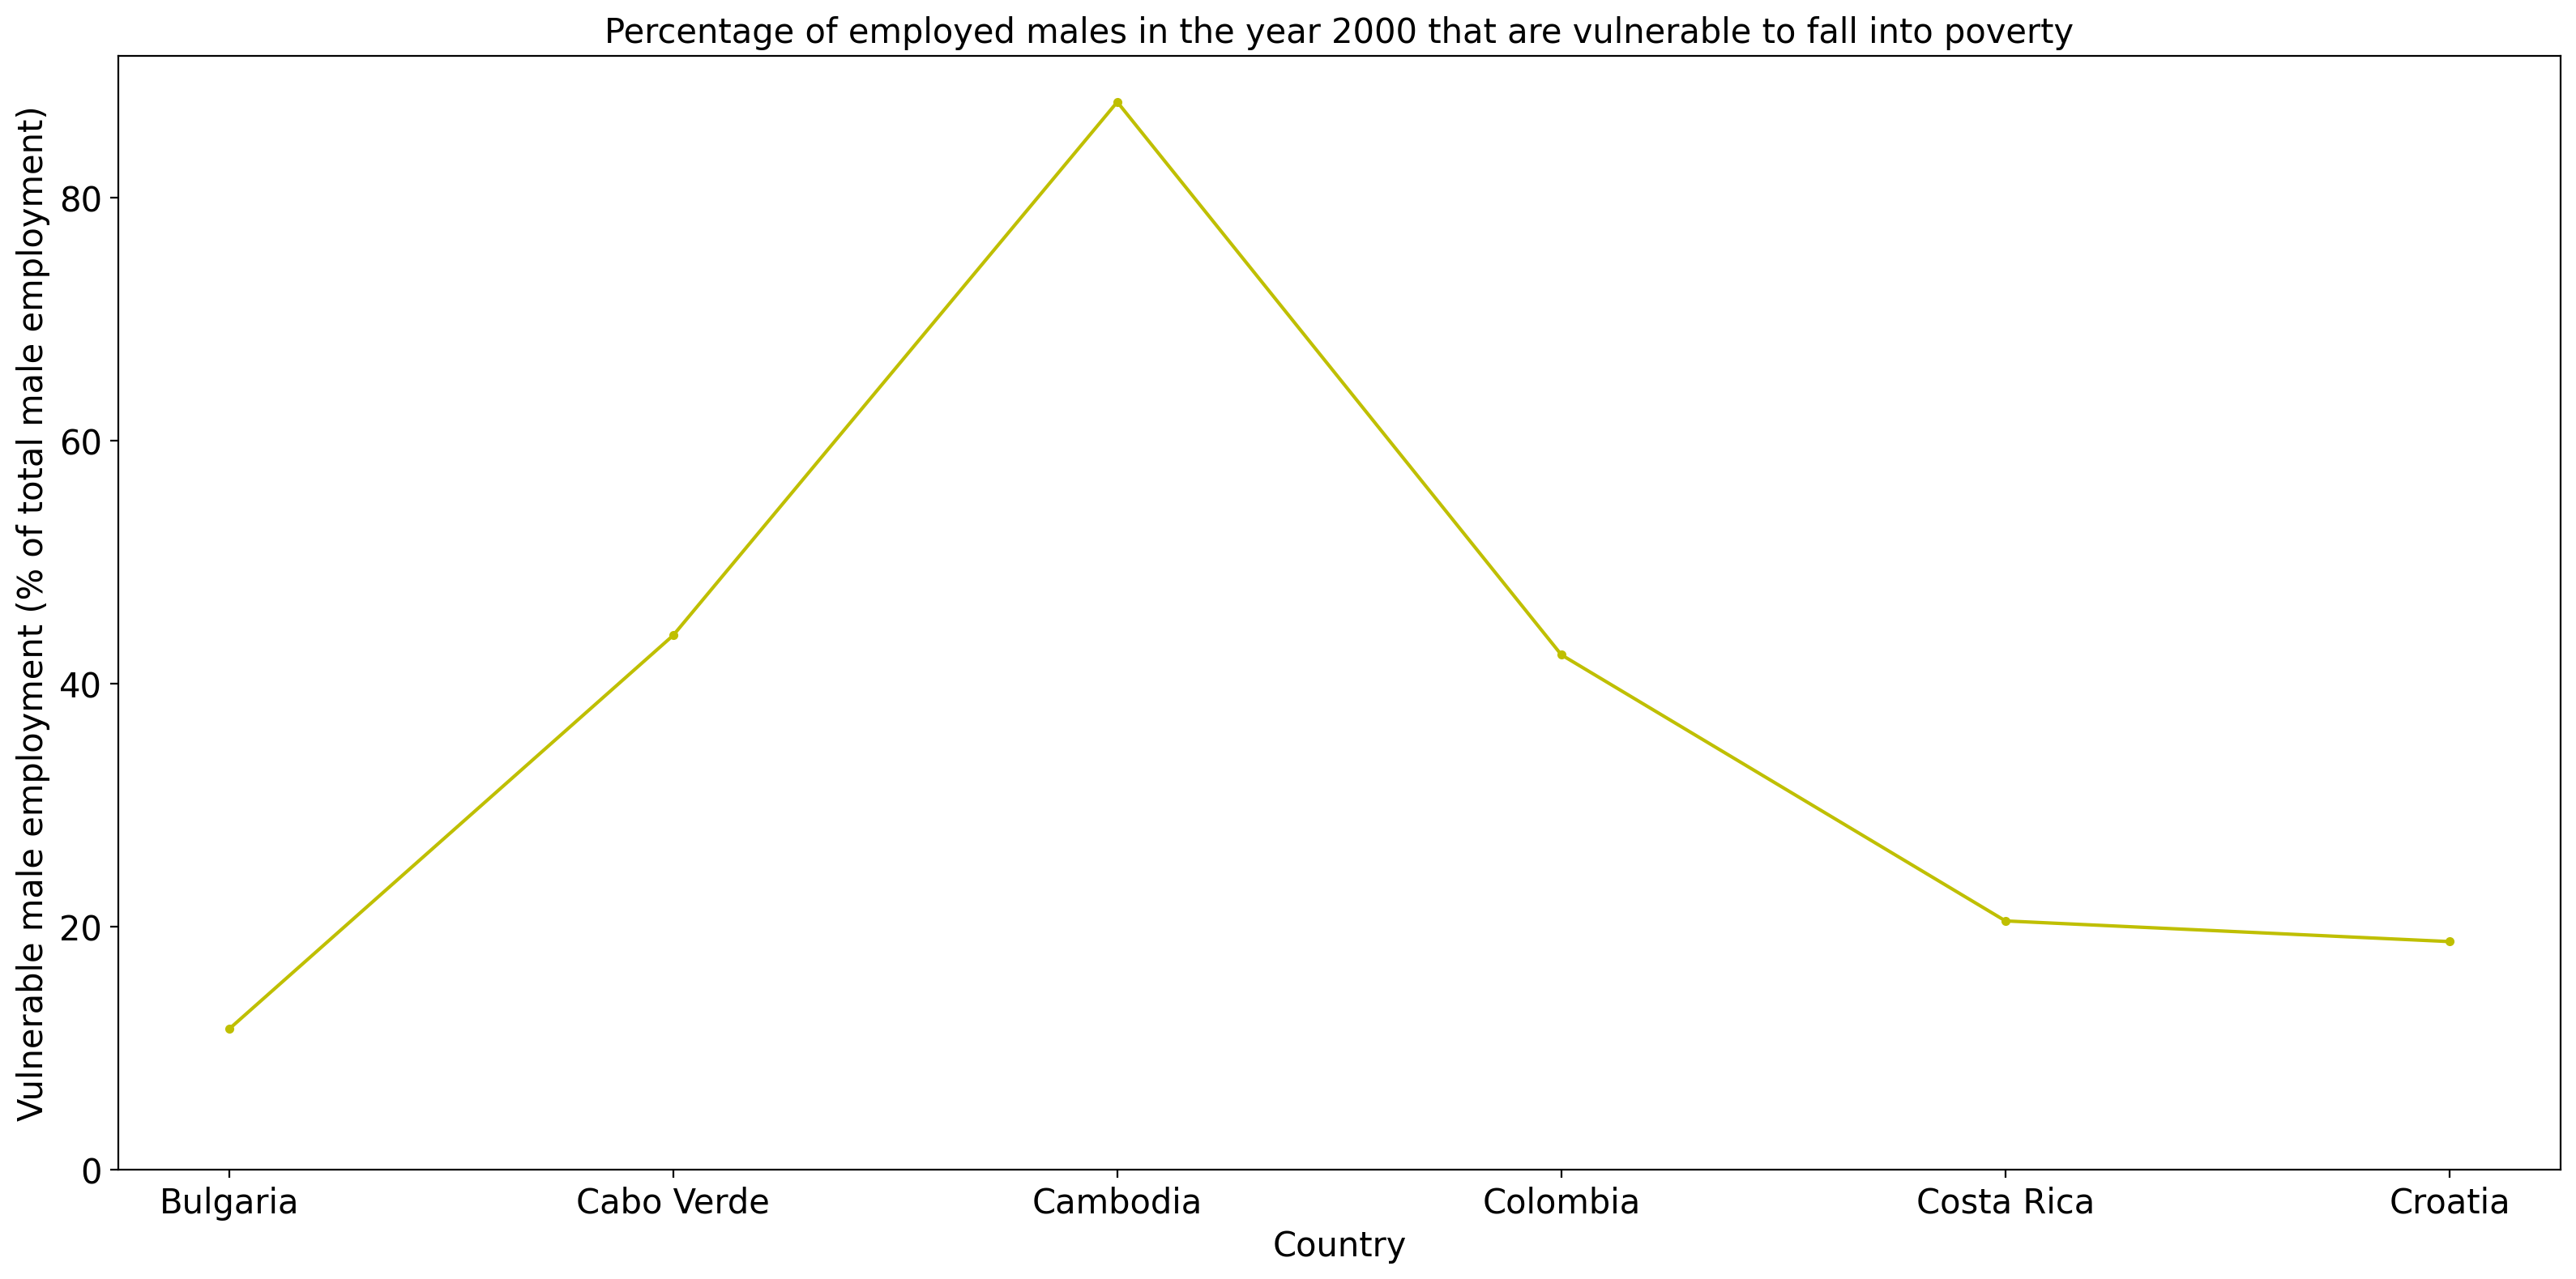 Percentage of employed males in the year 2000 that are vulnerable to fall into poverty
Vulnerable male employment (% of total male employment)
80
60
40
20
0
Bulgaria
Cabo Verde
Cambodia
Colombia
Costa Rica
Croatia
Country